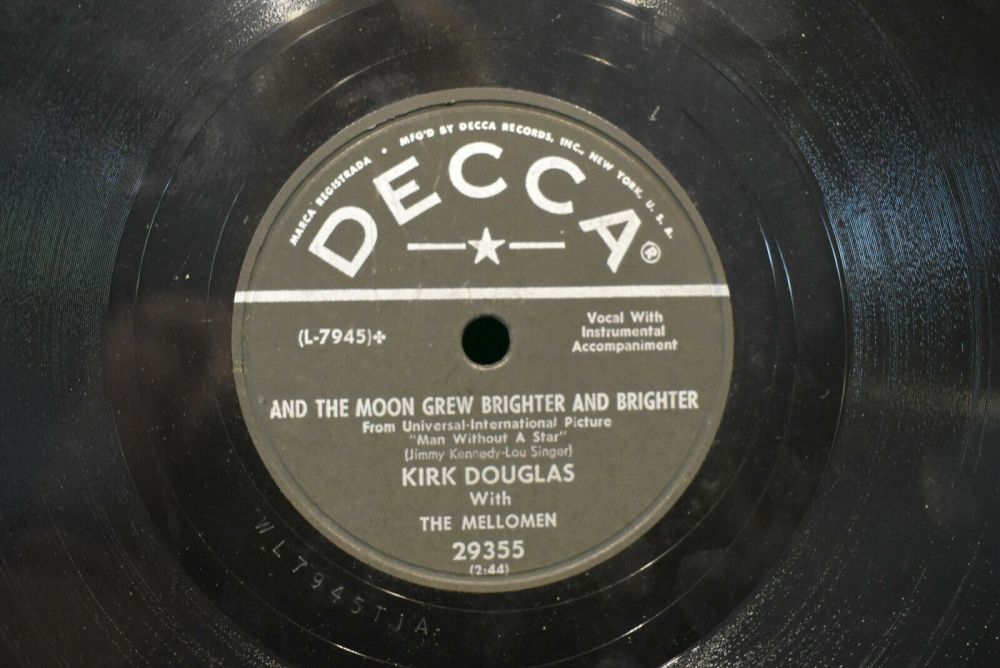 MARCA REGISTRADA • MFG'D BY DECCA RECORDS, INC., NEW YORK, U. S. A.
DECCA®
(L-7945)✤
Vocal With
Instrumental
Accompaniment
AND THE MOON GREW BRIGHTER AND BRIGHTER
From Universal-International Picture
"Man Without A Star"
(Jimmy Kennedy-Lou Singer)
KIRK DOUGLAS
With
THE MELLOMEN
29355
(2:44)
W L 7945TJA